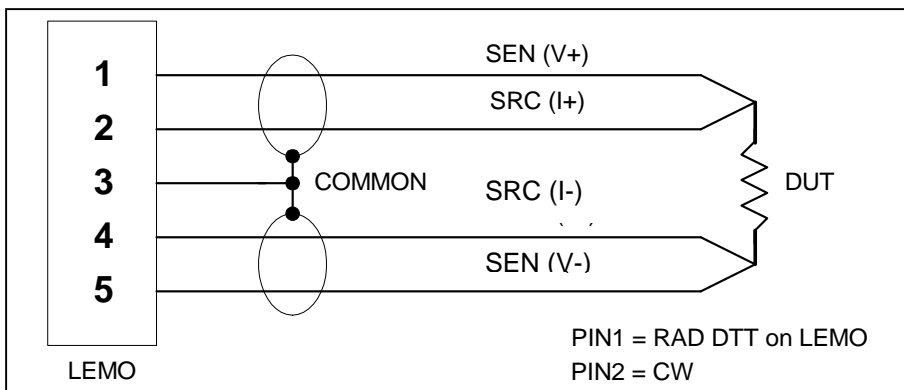 SEN (V+)
1
SRC (I+)
2
3
COMMON
SRC (I-)
DUT
4
SEN (V-)
5
PIN1 = RAD DTT on LEMO
LEMO
PIN2 = CW